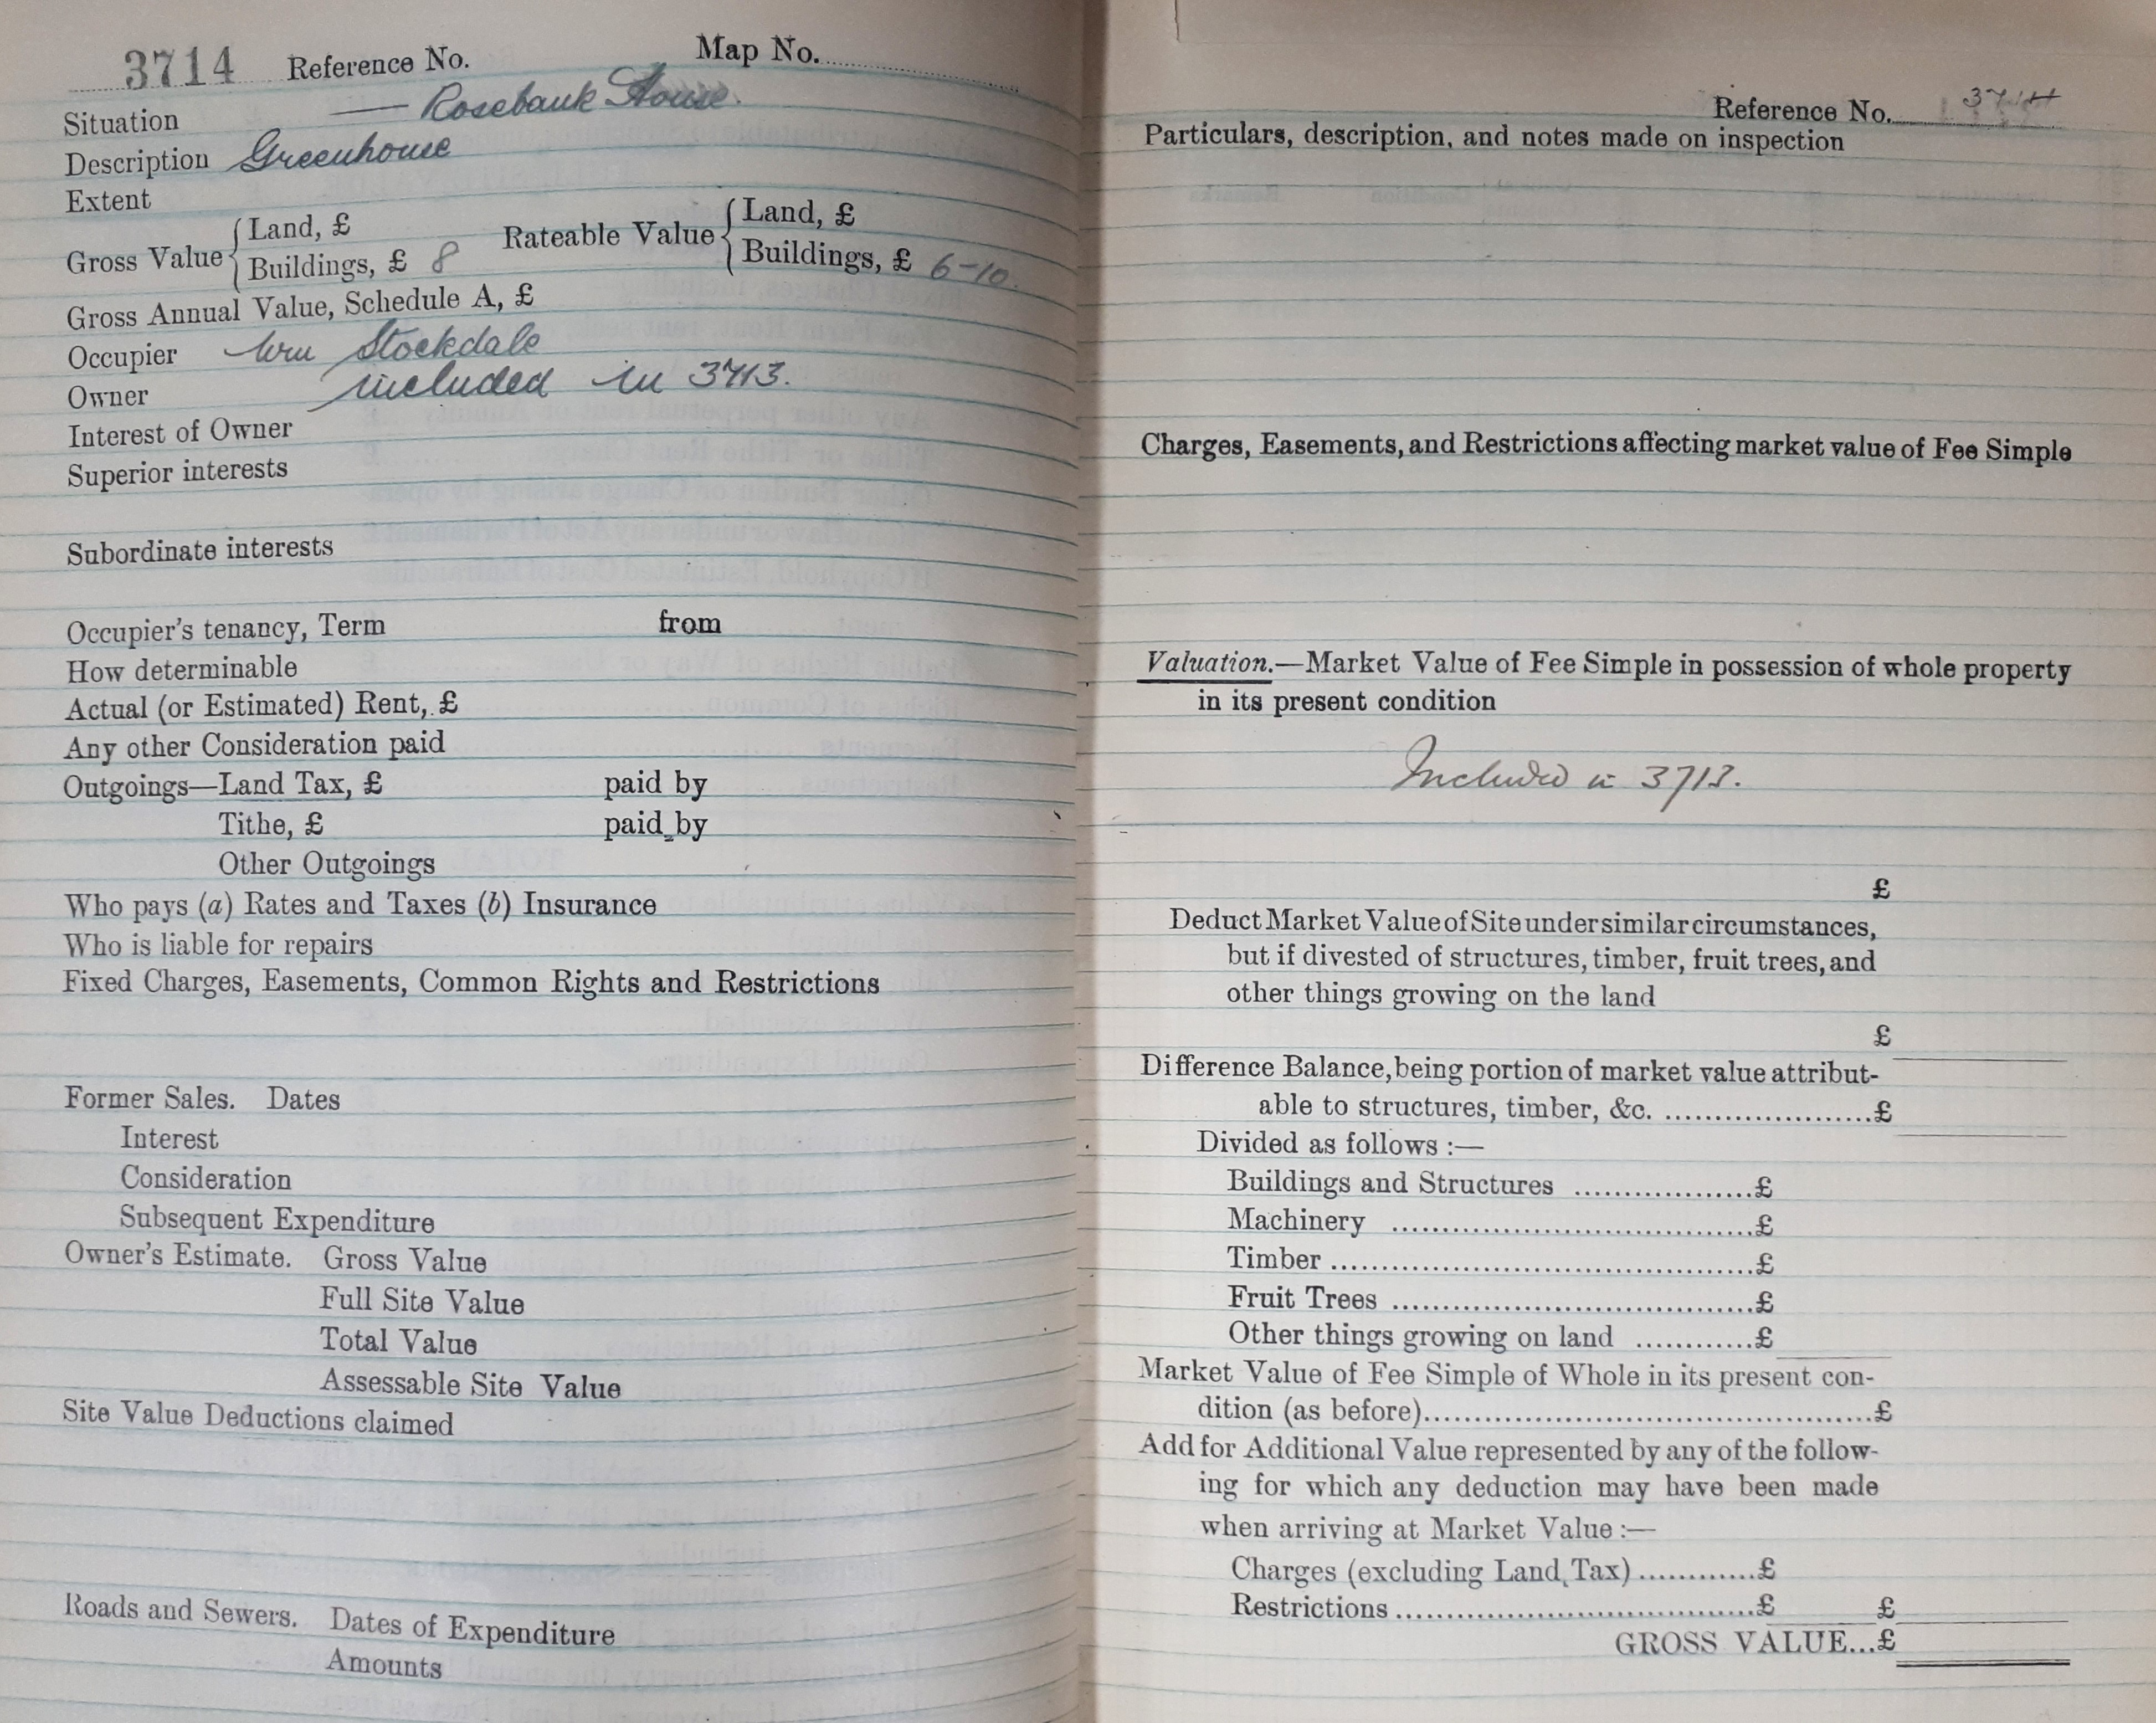 3714 Reference No. Map No.
Situation — Rosebank House.
Description Greenhouse
Extent
Gross Value { Land, £ Rateable Value { Land, £
Buildings, £ 8 Buildings, £ 6-10.
Gross Annual Value, Schedule A, £
Occupier Wm Stockdale
Owner included in 3713.
Interest of Owner
Superior interests
Subordinate interests
Occupier's tenancy, Term from
How determinable
Actual (or Estimated) Rent, £
Any other Consideration paid
Outgoings—Land Tax, £ paid by
Tithe, £ paid by
Other Outgoings
Who pays (a) Rates and Taxes (b) Insurance
Who is liable for repairs
Fixed Charges, Easements, Common Rights and Restrictions
Former Sales. Dates
Interest
Consideration
Subsequent Expenditure
Owner's Estimate. Gross Value
Full Site Value
Total Value
Assessable Site Value
Site Value Deductions claimed
Roads and Sewers. Dates of Expenditure
Amounts
Reference No. 3714
Particulars, description, and notes made on inspection
Charges, Easements, and Restrictions affecting market value of Fee Simple
Valuation.—Market Value of Fee Simple in possession of whole property
in its present condition
Included in 3713.
£
Deduct Market Value of Site under similar circumstances,
but if divested of structures, timber, fruit trees, and
other things growing on the land
£
Difference Balance, being portion of market value attribut-
able to structures, timber, &c. ......................£
Divided as follows :—
Buildings and Structures ...................£
Machinery ......................................£
Timber .............................................£
Fruit Trees ......................................£
Other things growing on land ............£
Market Value of Fee Simple of Whole in its present con-
dition (as before)...............................................£
Add for Additional Value represented by any of the follow-
ing for which any deduction may have been made
when arriving at Market Value :—
Charges (excluding Land Tax)............£
Restrictions ......................................£ £
GROSS VALUE...£